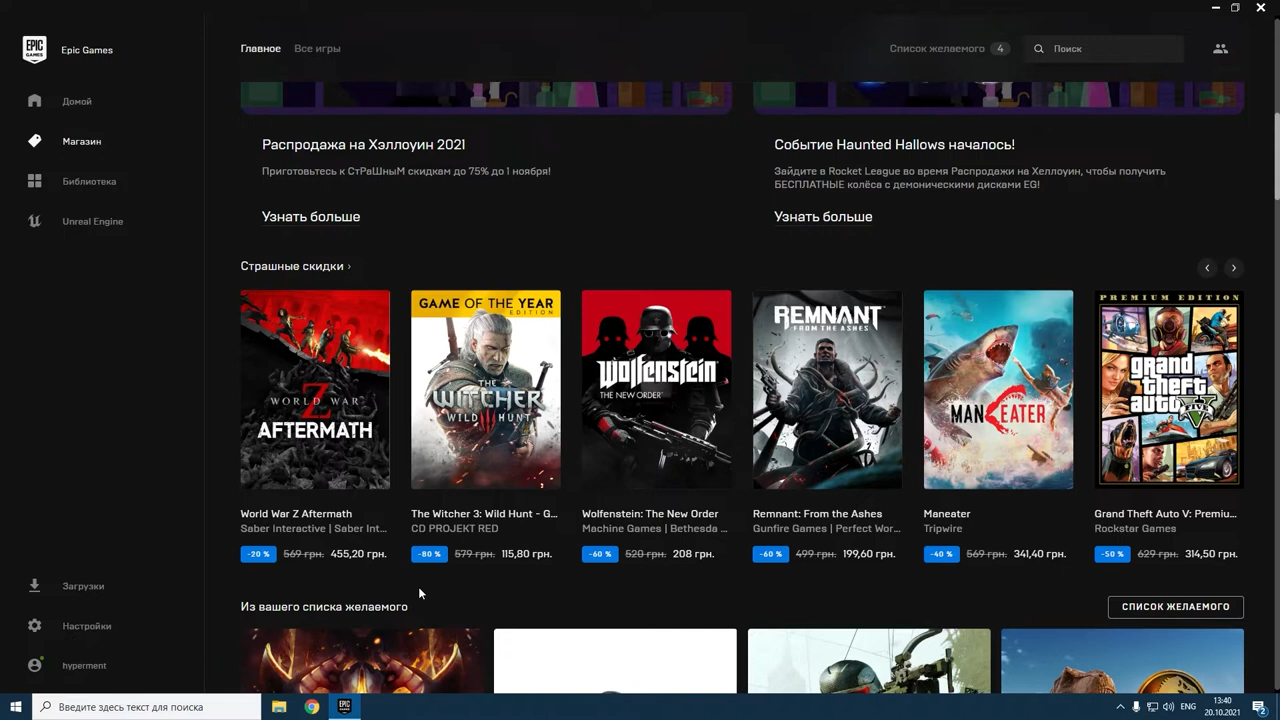 EPIC GAMES
Epic Games
Главное
Все игры
Список желаемого 4
Поиск
Домой
Магазин
Библиотека
Unreal Engine
Распродажа на Хэллоуин 2021
Приготовьтесь к СтРаШныМ скидкам до 75% до 1 ноября!
Узнать больше
Событие Haunted Hallows началось!
Зайдите в Rocket League во время Распродажи на Хеллоуин, чтобы получить
БЕСПЛАТНЫЕ колёса с демоническими дисками EG!
Узнать больше
Страшные скидки ›
WORLD WAR
Z
AFTERMATH
GAME OF THE YEAR
EDITION
THE
WITCHER
WILD HUNT
Wolfenstein
THE NEW ORDER
REMNANT
FROM THE ASHES
MANEATER
PREMIUM EDITION
grand
theft
auto V
FIVE
World War Z Aftermath
Saber Interactive | Saber Int...
-20 % 569 грн. 455,20 грн.
The Witcher 3: Wild Hunt - G...
CD PROJEKT RED
-80 % 579 грн. 115,80 грн.
Wolfenstein: The New Order
Machine Games | Bethesda ...
-60 % 520 грн. 208 грн.
Remnant: From the Ashes
Gunfire Games | Perfect Wor...
-60 % 499 грн. 199,60 грн.
Maneater
Tripwire
-40 % 569 грн. 341,40 грн.
Grand Theft Auto V: Premiu...
Rockstar Games
-50 % 629 грн. 314,50 грн.
Из вашего списка желаемого
СПИСОК ЖЕЛАЕМОГО
Загрузки
Настройки
hyperment
Введите здесь текст для поиска
EPIC
ENG
13:40
20.10.2021
2